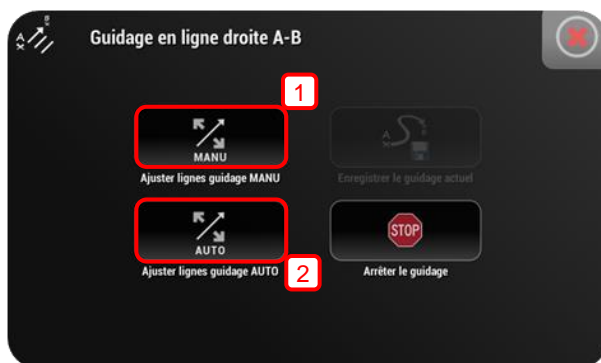 A
B
Guidage en ligne droite A-B
1
MANU
A
Ajuster lignes guidage MANU
Enregistrer le guidage actuel
AUTO
STOP
Ajuster lignes guidage AUTO
2
Arrêter le guidage